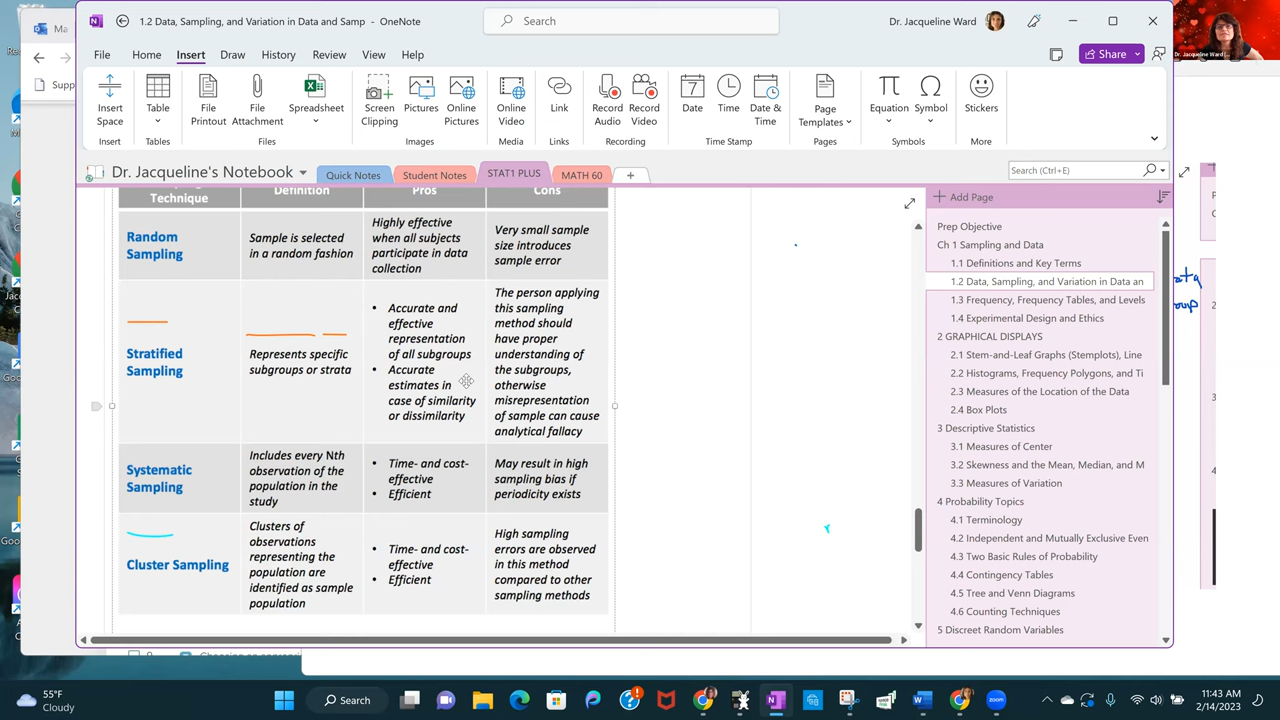 1.2 Data, Sampling, and Variation in Data and Samp - OneNote
Search
Dr. Jacqueline Ward
Ma
Supp
File Home Insert Draw History Review View Help
Share
Insert Space
Table
File Printout
File Attachment
Spreadsheet
Screen Clipping
Pictures
Online Pictures
Online Video
Link
Record Audio
Record Video
Date
Time
Date & Time
Page Templates
Equation
Symbol
Stickers
Insert Tables Files Images Media Links Recording Time Stamp Pages Symbols More
Dr. Jacqueline's Notebook
Quick Notes
Student Notes
STAT1 PLUS
MATH 60
Search (Ctrl+E)
Technique
Definition
Pros
Cons
Random
Sampling
Sample is selected
in a random fashion
Highly effective
when all subjects
participate in data
collection
Very small sample
size introduces
sample error
Stratified
Sampling
Represents specific
subgroups or strata
• Accurate and
effective
representation
of all subgroups
• Accurate
estimates in
case of similarity
or dissimilarity
The person applying
this sampling
method should
have proper
understanding of
the subgroups,
otherwise
misrepresentation
of sample can cause
analytical fallacy
Systematic
Sampling
Includes every Nth
observation of the
population in the
study
• Time- and cost-
effective
• Efficient
May result in high
sampling bias if
periodicity exists
Cluster Sampling
Clusters of
observations
representing the
population are
identified as sample
population
• Time- and cost-
effective
• Efficient
High sampling
errors are observed
in this method
compared to other
sampling methods
Add Page
Prep Objective
Ch 1 Sampling and Data
1.1 Definitions and Key Terms
1.2 Data, Sampling, and Variation in Data an
1.3 Frequency, Frequency Tables, and Levels
1.4 Experimental Design and Ethics
2 GRAPHICAL DISPLAYS
2.1 Stem-and-Leaf Graphs (Stemplots), Line
2.2 Histograms, Frequency Polygons, and Ti
2.3 Measures of the Location of the Data
2.4 Box Plots
3 Descriptive Statistics
3.1 Measures of Center
3.2 Skewness and the Mean, Median, and M
3.3 Measures of Variation
4 Probability Topics
4.1 Terminology
4.2 Independent and Mutually Exclusive Even
4.3 Two Basic Rules of Probability
4.4 Contingency Tables
4.5 Tree and Venn Diagrams
4.6 Counting Techniques
5 Discreet Random Variables
55°F
Cloudy
Search
11:43 AM
2/14/2023